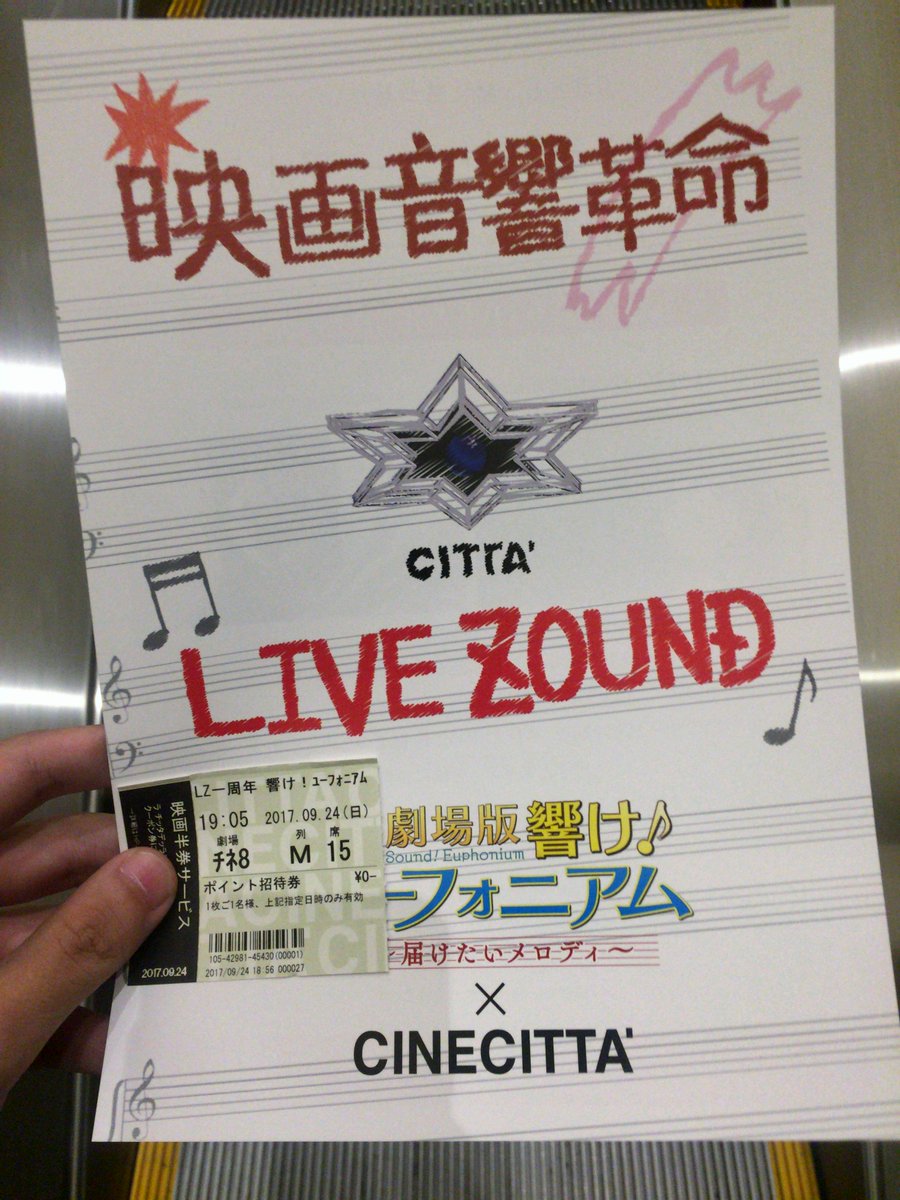 映画音響革命
CITTA'
LIVE ZOUND
LZ一周年 響け！ユーフォニアム
19:05 2017.09.24(日)
劇場 列 席
チネ8 M 15
ポイント招待券 ¥0-
1枚ご1名様、上記指定日時のみ有効
105-42981-45430(00001)
2017/09/24 18:56 000027
映画半券サービス
2017.09.24
劇場版 響け♪
Sound! Euphonium
ーフォニアム
届けたいメロディ～
×
CINECITTA'